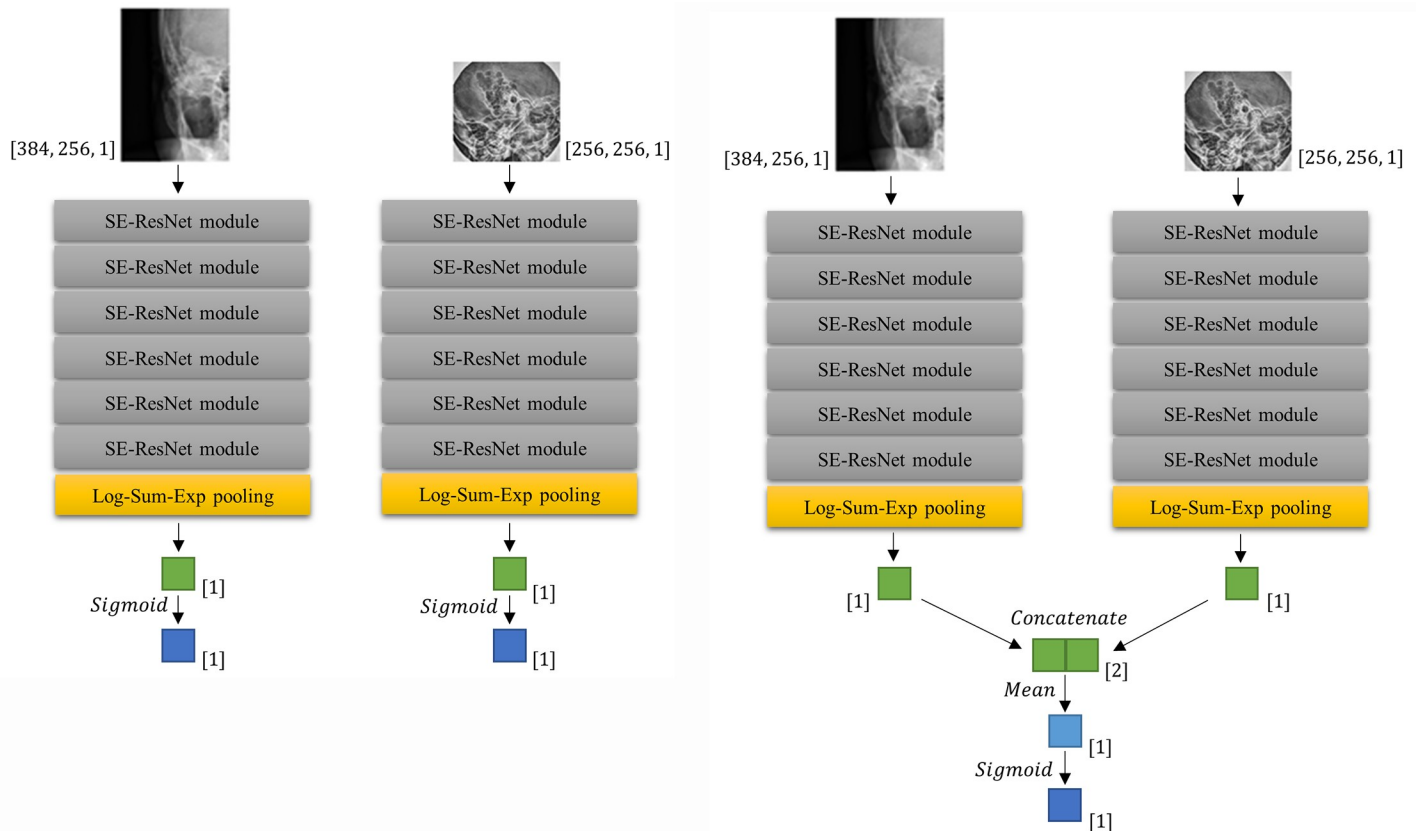 [384, 256, 1]
[256, 256, 1]
SE-ResNet module
SE-ResNet module
SE-ResNet module
SE-ResNet module
SE-ResNet module
SE-ResNet module
Log-Sum-Exp pooling
[1]
Sigmoid
[1]
SE-ResNet module
SE-ResNet module
SE-ResNet module
SE-ResNet module
SE-ResNet module
SE-ResNet module
Log-Sum-Exp pooling
[1]
Sigmoid
[1]
[384, 256, 1]
[256, 256, 1]
SE-ResNet module
SE-ResNet module
SE-ResNet module
SE-ResNet module
SE-ResNet module
SE-ResNet module
Log-Sum-Exp pooling
[1]
SE-ResNet module
SE-ResNet module
SE-ResNet module
SE-ResNet module
SE-ResNet module
SE-ResNet module
Log-Sum-Exp pooling
[1]
Concatenate
[2]
Mean
[1]
Sigmoid
[1]